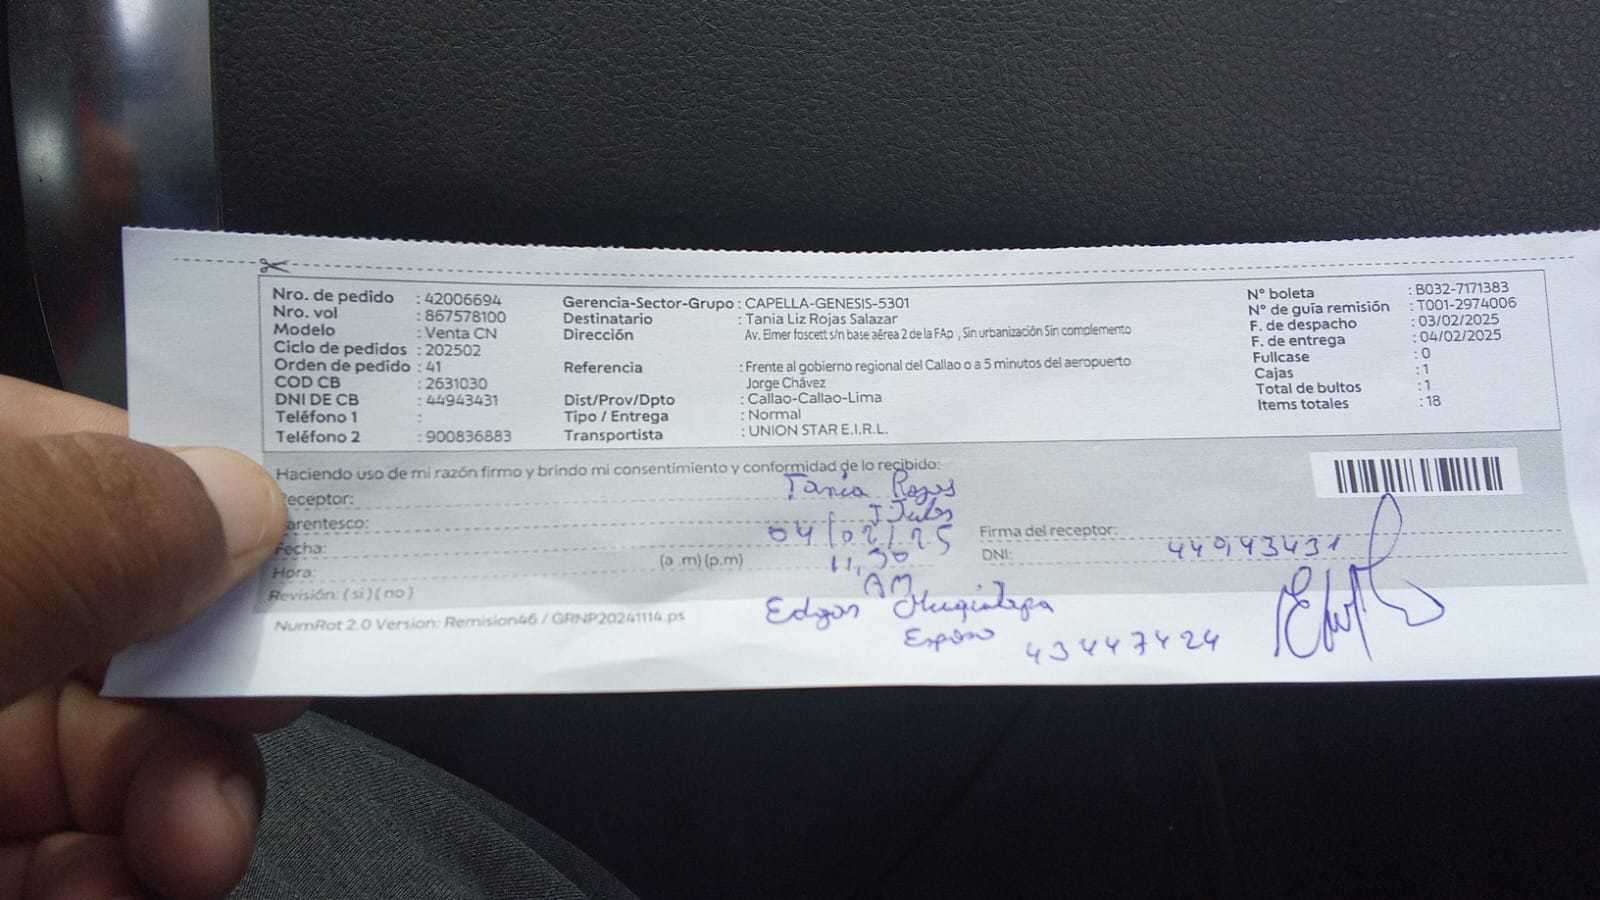 Nro. de pedido : 42006694
Nro. vol : 867578100
Modelo : Venta CN
Ciclo de pedidos : 202502
Orden de pedido : 41
COD CB : 2631030
DNI DE CB : 44943431
Teléfono 1 :
Teléfono 2 : 900836883
Gerencia-Sector-Grupo : CAPELLA-GENESIS-5301
Destinatario : Tania Liz Rojas Salazar
Dirección Av. Elmer foscett s/n base aérea 2 de la FAp , Sin urbanización Sin complemento
Referencia : Frente al gobierno regional del Callao o a 5 minutos del aeropuerto
Jorge Chávez
Dist/Prov/Dpto : Callao-Callao-Lima
Tipo / Entrega : Normal
Transportista : UNION STAR E.I.R.L.
N° boleta : B032-7171383
N° de guía remisión : T001-2974006
F. de despacho : 03/02/2025
F. de entrega : 04/02/2025
Fullcase : 0
Cajas : 1
Total de bultos : 1
Items totales : 18
Haciendo uso de mi razón firmo y brindo mi consentimiento y conformidad de lo recibido:
Receptor: Tania Rojas
arentesco:
Fecha: 04/02/25
Hora: (a .m) (p.m) 11,30
AM
Revisión: ( si ) ( no )
Firma del receptor:
DNI: 44943431
Edgar
Esposo 43447424
NumRot 2.0 Version: Remision46 / GRNP20241114.ps